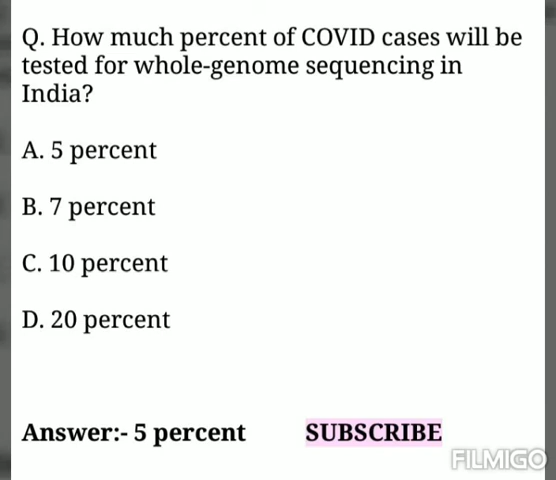 Q. How much percent of COVID cases will be
tested for whole-genome sequencing in
India?
A. 5 percent
B. 7 percent
C. 10 percent
D. 20 percent
Answer:- 5 percent SUBSCRIBE
FILMIGO